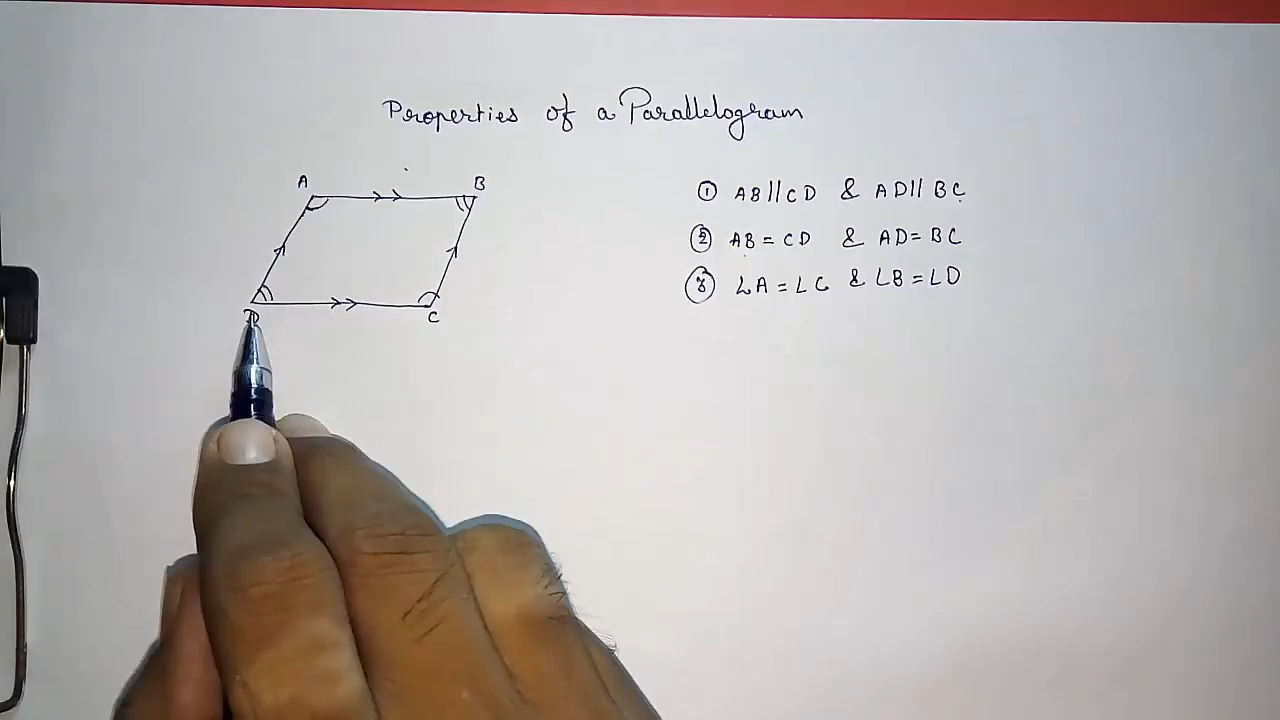 Properties of a Parallelogram
A B
D C
① AB // CD & AD // BC
② AB = CD & AD = BC
③ ∠A = ∠C & ∠B = ∠D